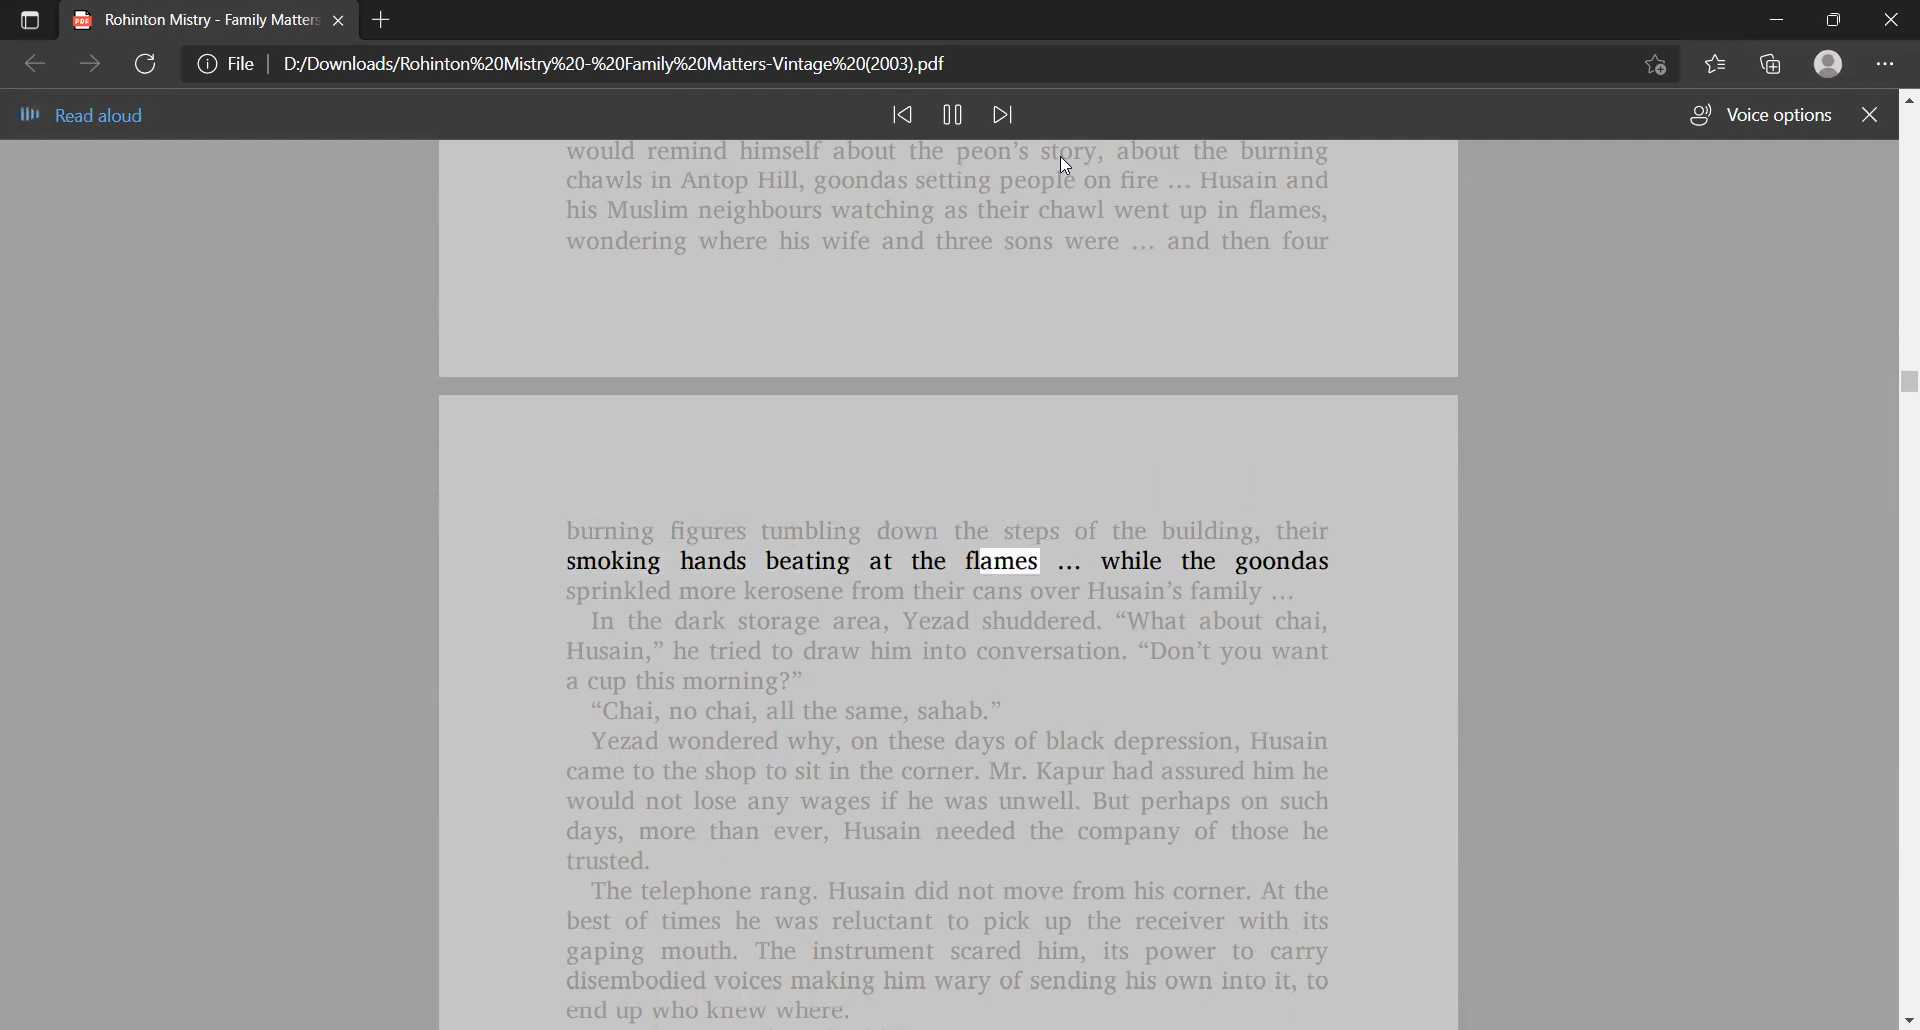 Rohinton Mistry - Family Matters
File D:/Downloads/Rohinton%20Mistry%20-%20Family%20Matters-Vintage%20(2003).pdf
Read aloud
Voice options
would remind himself about the peon's story, about the burning
chawls in Antop Hill, goondas setting people on fire ... Husain and
his Muslim neighbours watching as their chawl went up in flames,
wondering where his wife and three sons were ... and then four
burning figures tumbling down the steps of the building, their
smoking hands beating at the flames ... while the goondas
sprinkled more kerosene from their cans over Husain's family ...
In the dark storage area, Yezad shuddered. “What about chai,
Husain,” he tried to draw him into conversation. “Don't you want
a cup this morning?”
“Chai, no chai, all the same, sahab.”
Yezad wondered why, on these days of black depression, Husain
came to the shop to sit in the corner. Mr. Kapur had assured him he
would not lose any wages if he was unwell. But perhaps on such
days, more than ever, Husain needed the company of those he
trusted.
The telephone rang. Husain did not move from his corner. At the
best of times he was reluctant to pick up the receiver with its
gaping mouth. The instrument scared him, its power to carry
disembodied voices making him wary of sending his own into it, to
end up who knew where.